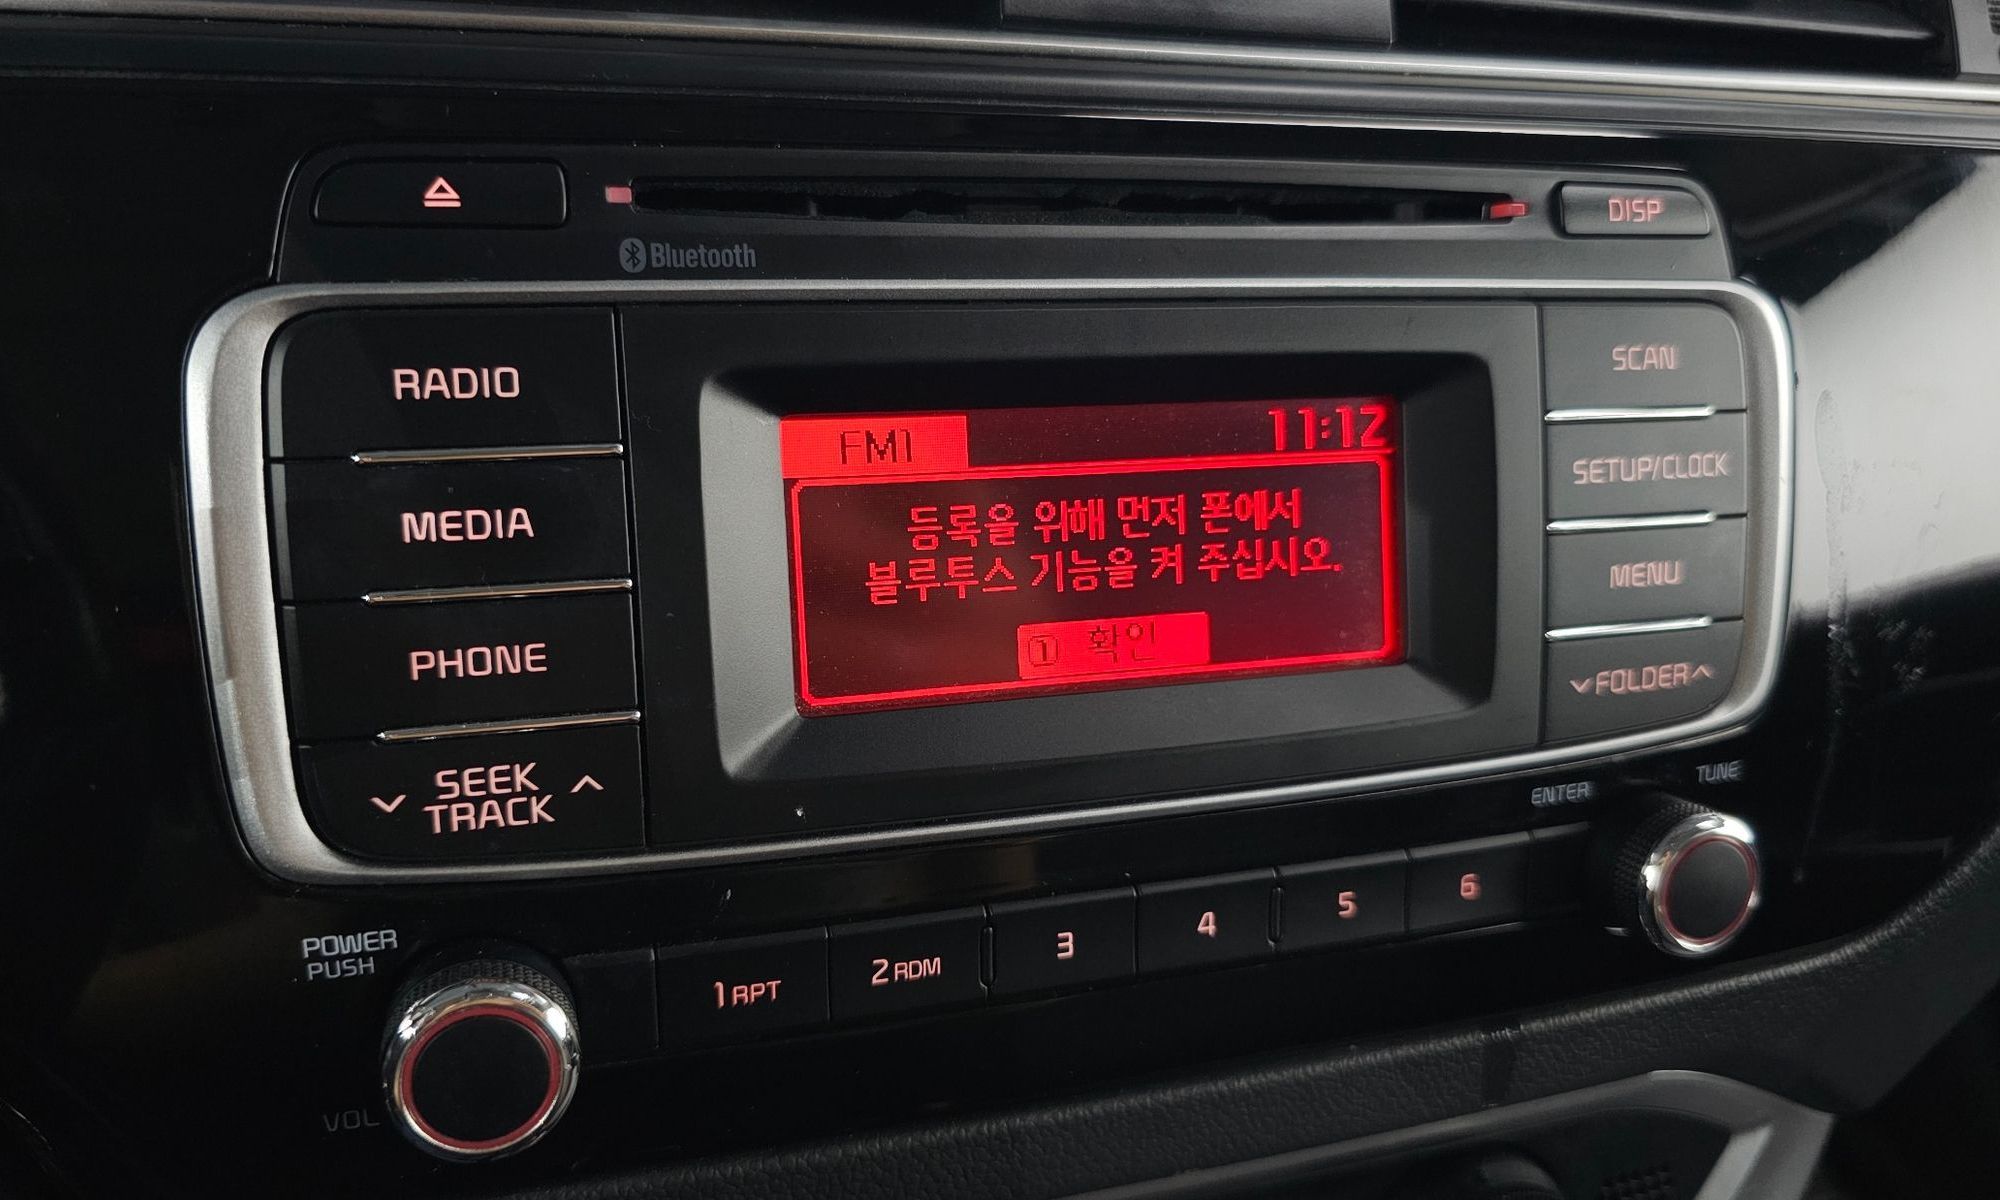 DISP
Bluetooth
RADIO
MEDIA
PHONE
SEEK
TRACK
FM1
11:12
등록을 위해 먼저 폰에서
블루투스 기능을 켜 주십시오.
① 확인
SCAN
SETUP/CLOCK
MENU
FOLDER
ENTER
TUNE
POWER
PUSH
VOL
1 RPT
2 RDM
3
4
5
6